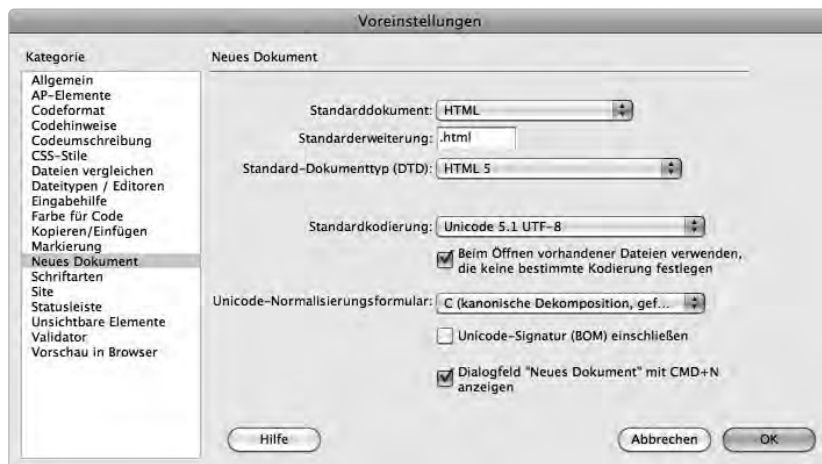 Voreinstellungen
Kategorie
Allgemein
AP-Elemente
Codeformat
Codehinweise
Codeumschreibung
CSS-Stile
Dateien vergleichen
Dateitypen / Editoren
Eingabehilfe
Farbe für Code
Kopieren/Einfügen
Markierung
Neues Dokument
Schriftarten
Site
Statusleiste
Unsichtbare Elemente
Validator
Vorschau in Browser
Neues Dokument
Standarddokument: HTML
Standarderweiterung: .html
Standard-Dokumenttyp (DTD): HTML 5
Standardkodierung: Unicode 5.1 UTF-8
Beim Öffnen vorhandener Dateien verwenden,
die keine bestimmte Kodierung festlegen
Unicode-Normalisierungsformular: C (kanonische Dekomposition, gef...
Unicode-Signatur (BOM) einschließen
Dialogfeld "Neues Dokument" mit CMD+N
anzeigen
Hilfe
Abbrechen
OK